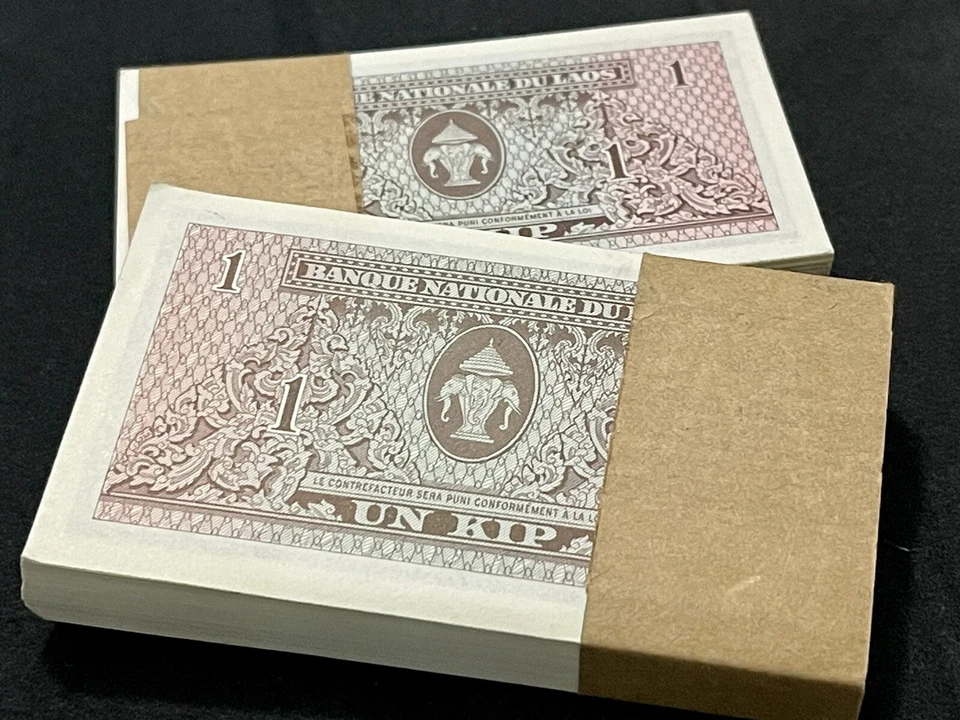 E NATIONALE DU LAOS
1
1
SERA PUNI CONFORMÉMENT À LA LOI
KIP
1
BANQUE NATIONALE DU
1
LE CONTREFACTEUR SERA PUNI CONFORMÉMENT À LA L
UN KIP